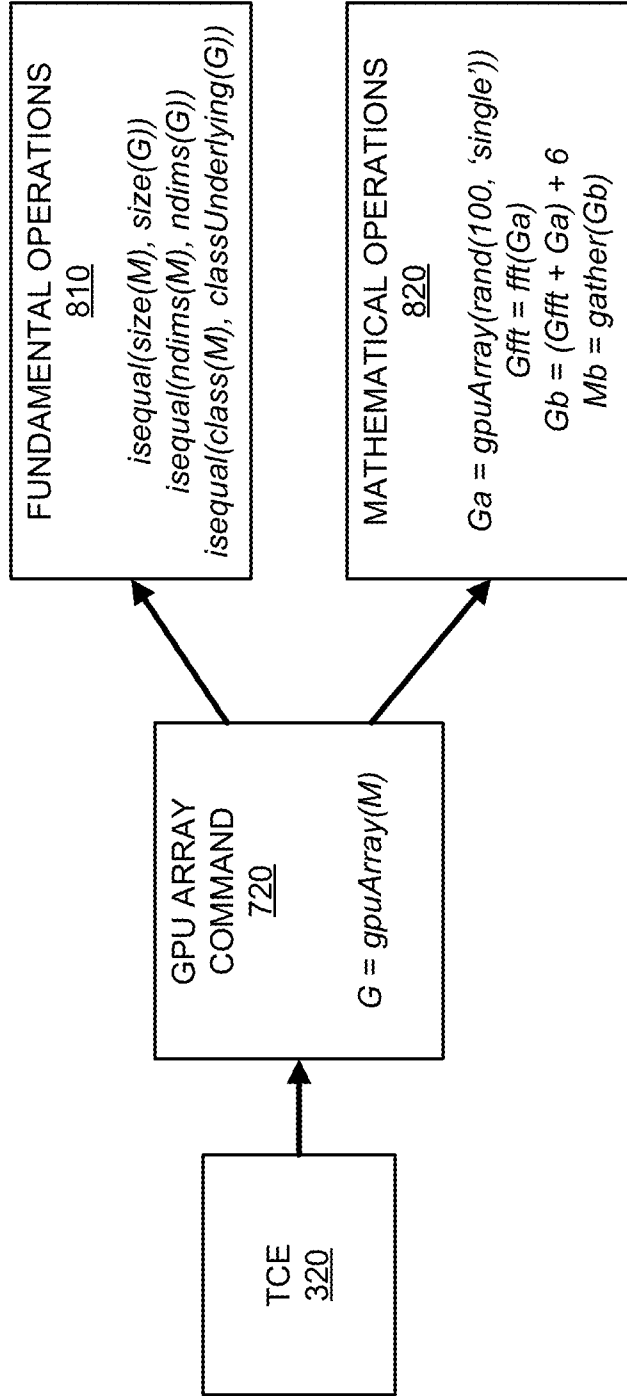 TCE
320
GPU ARRAY
COMMAND
720
G = gpuArray(M)
FUNDAMENTAL OPERATIONS
810
isequal(size(M), size(G))
isequal(ndims(M), ndims(G))
isequal(class(M), classUnderlying(G))
MATHEMATICAL OPERATIONS
820
Ga = gpuArray(rand(100, ‘single’))
Gfft = fft(Ga)
Gb = (Gfft + Ga) + 6
Mb = gather(Gb)